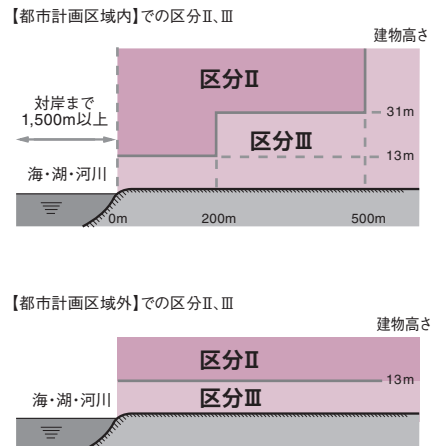 【都市計画区域内】での区分Ⅱ、Ⅲ
建物高さ
区分Ⅱ
対岸まで
1,500m以上
31m
区分Ⅲ
13m
海・湖・河川
0m
200m
500m
【都市計画区域外】での区分Ⅱ、Ⅲ
建物高さ
区分Ⅱ
13m
海・湖・河川
区分Ⅲ